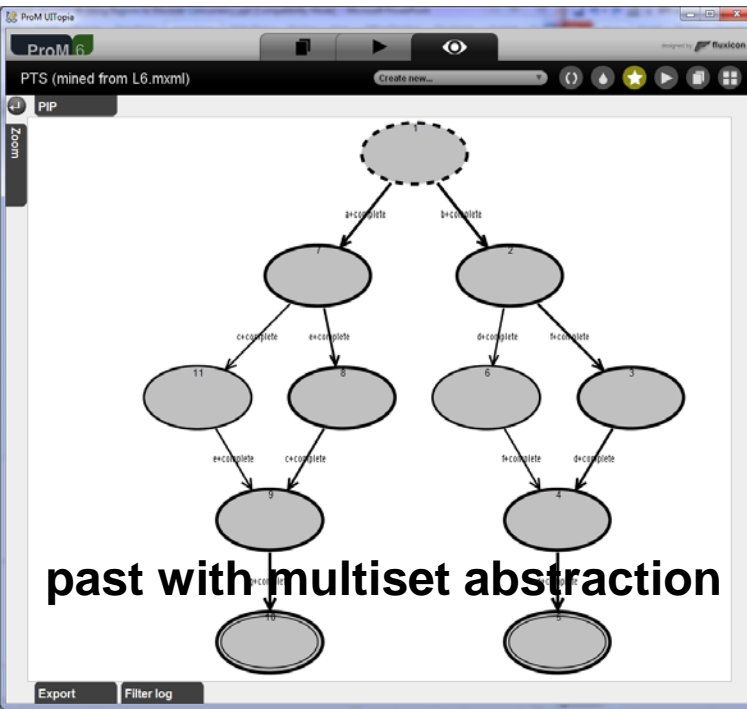 ProM UITopia
ProM 6
designed by fluxicon
PTS (mined from L6.mxml)
Create new...
PIP
Zoom
1
a+complete
b+complete
7
2
c+complete
e+complete
d+complete
f+complete
11
8
6
3
e+complete
c+complete
f+complete
d+complete
9
4
past with multiset abstraction
10
5
Export
Filter log